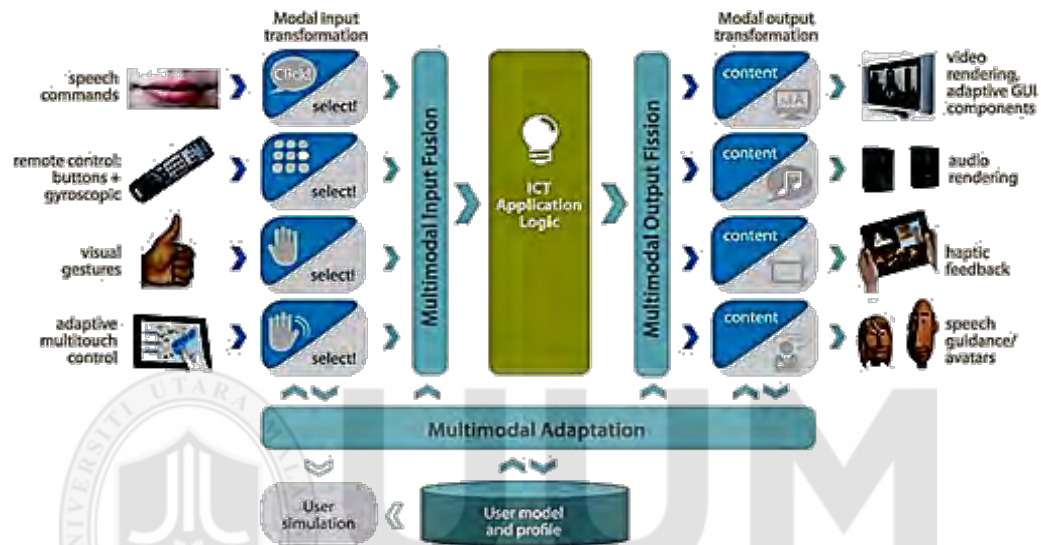 Modal input
transformation
Modal output
transformation
speech
commands
Click!
select!
remote control:
buttons +
gyroscopic
select!
visual
gestures
select!
adaptive
multitouch
control
select!
Multimodal Input Fusion
ICT
Application
Logic
Multimodal Output Fission
content
video
rendering,
adaptive GUI
components
content
audio
rendering
content
haptic
feedback
content
speech
guidance/
avatars
Multimodal Adaptation
User
simulation
User model
and profile
UNIVERSITI UTARA
UUM